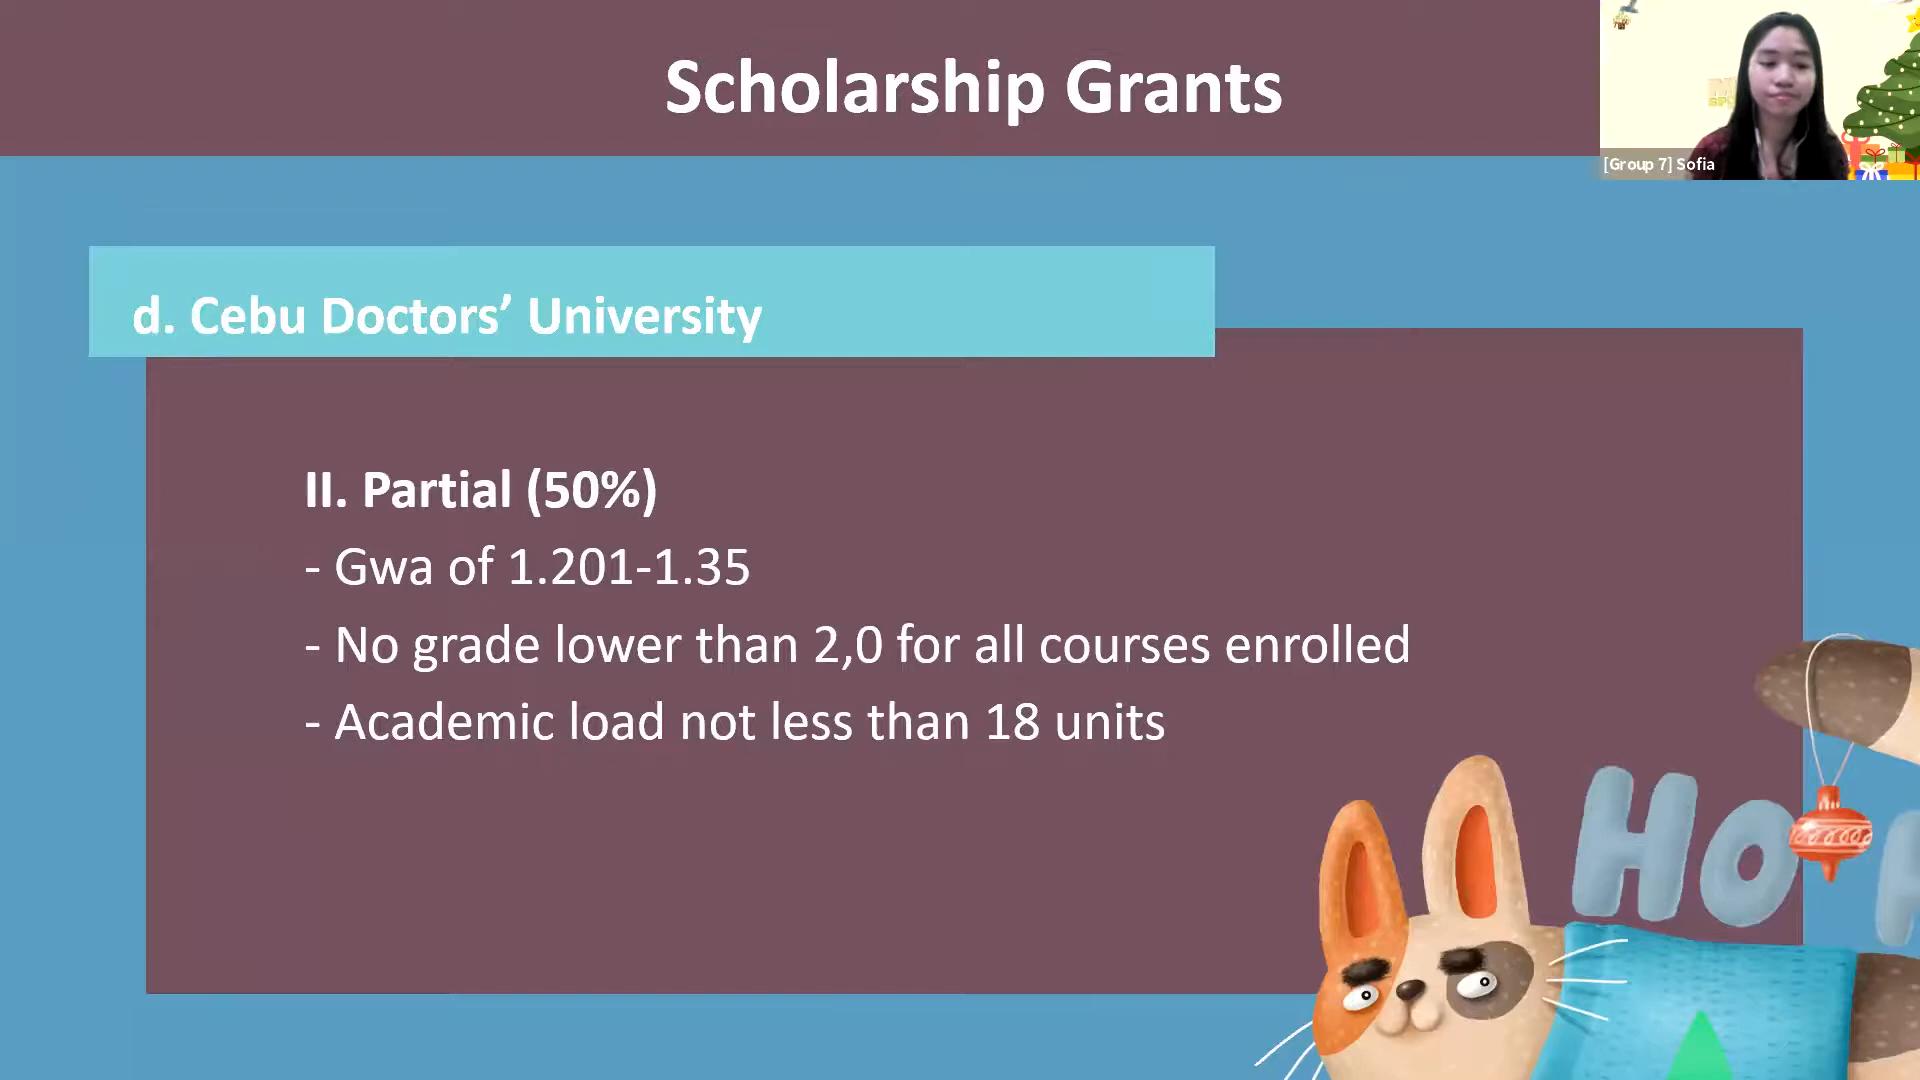 Scholarship Grants
[Group 7] Sofia
d. Cebu Doctors’ University
II. Partial (50%)
- Gwa of 1.201-1.35
- No grade lower than 2,0 for all courses enrolled
- Academic load not less than 18 units
HO